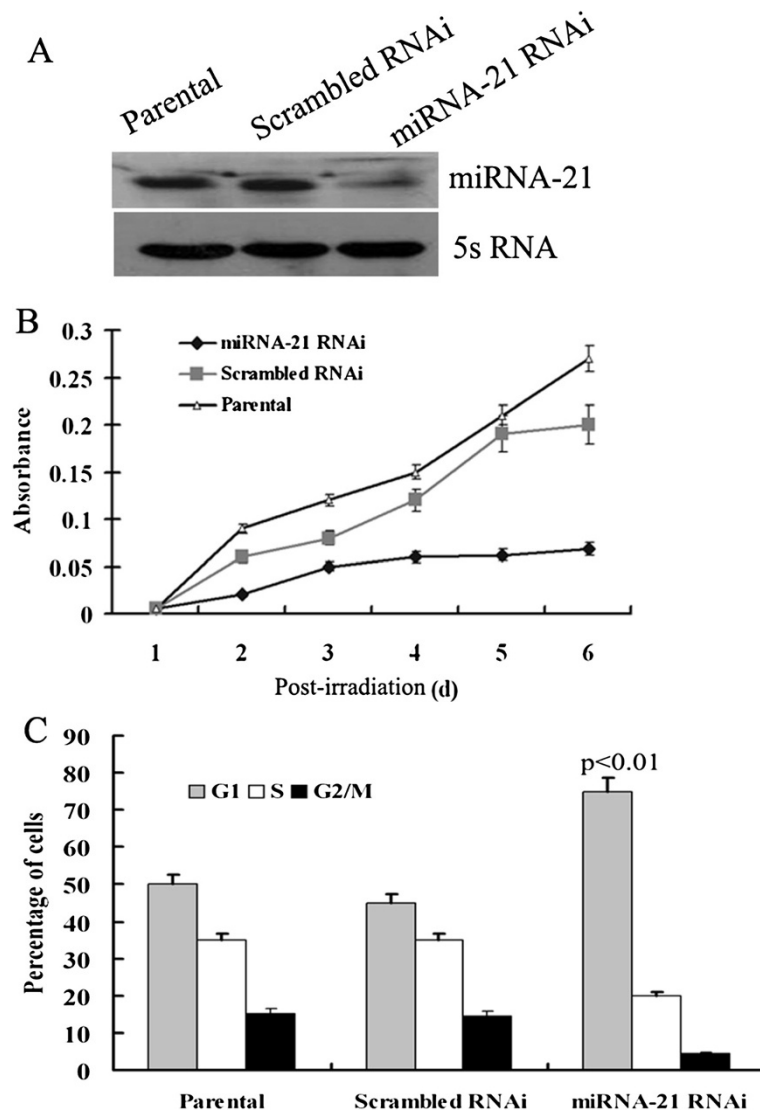 A
Parental
Scrambled RNAi
miRNA-21 RNAi
miRNA-21
5s RNA
B
0.3
0.25
0.2
0.15
0.1
0.05
0
Absorbance
miRNA-21 RNAi
Scrambled RNAi
Parental
1 2 3 4 5 6
Post-irradiation (d)
C
90
80
70
60
50
40
30
20
10
0
Percentage of cells
G1 S G2/M
p<0.01
Parental Scrambled RNAi miRNA-21 RNAi